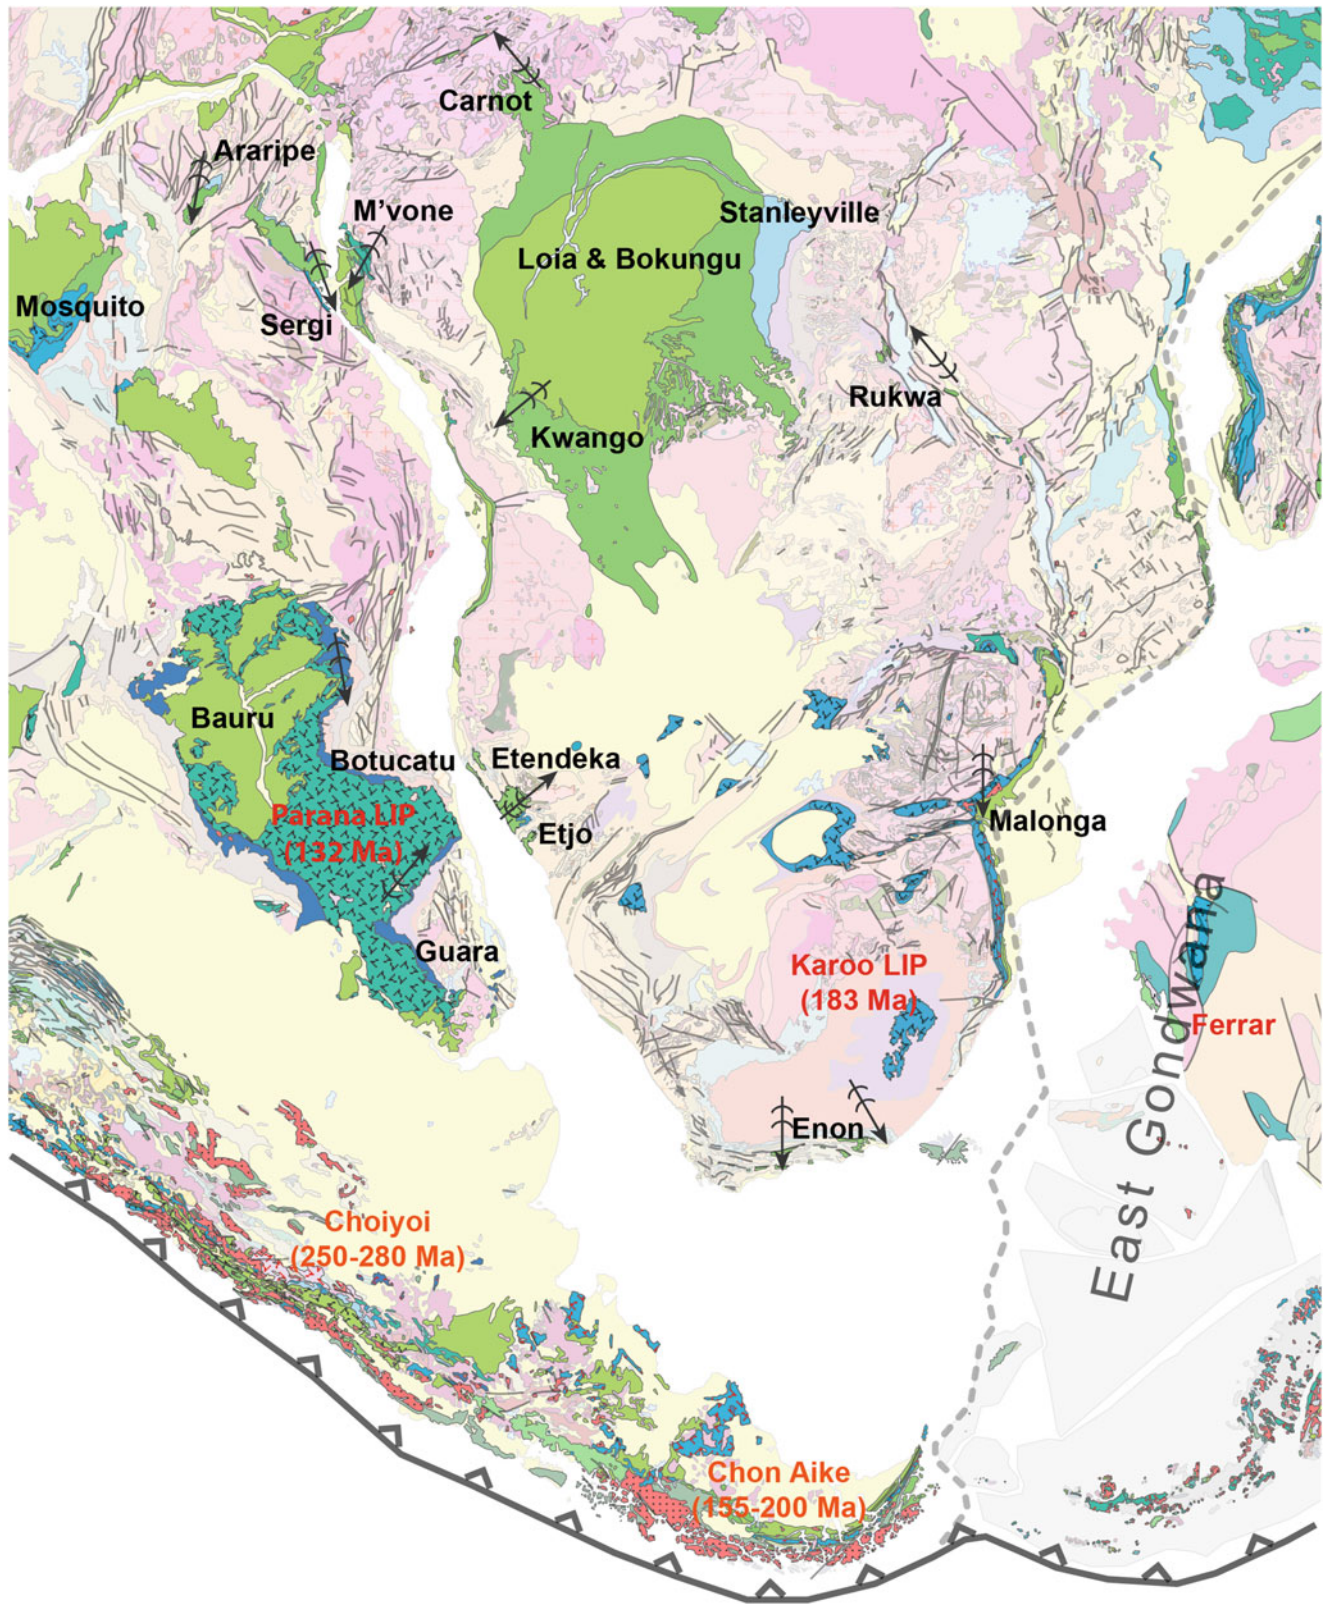 Carnot
Araripe
M'vone
Stanleyville
Loia & Bokungu
Mosquito
Sergi
Rukwa
Kwango
Bauru
Botucatu
Etendeka
Parana LIP
(132 Ma)
Etjo
Malonga
Guara
Karoo LIP
(183 Ma)
Ferrar
East Gondwana
Enon
Choiyoi
(250-280 Ma)
Chon Aike
(155-200 Ma)